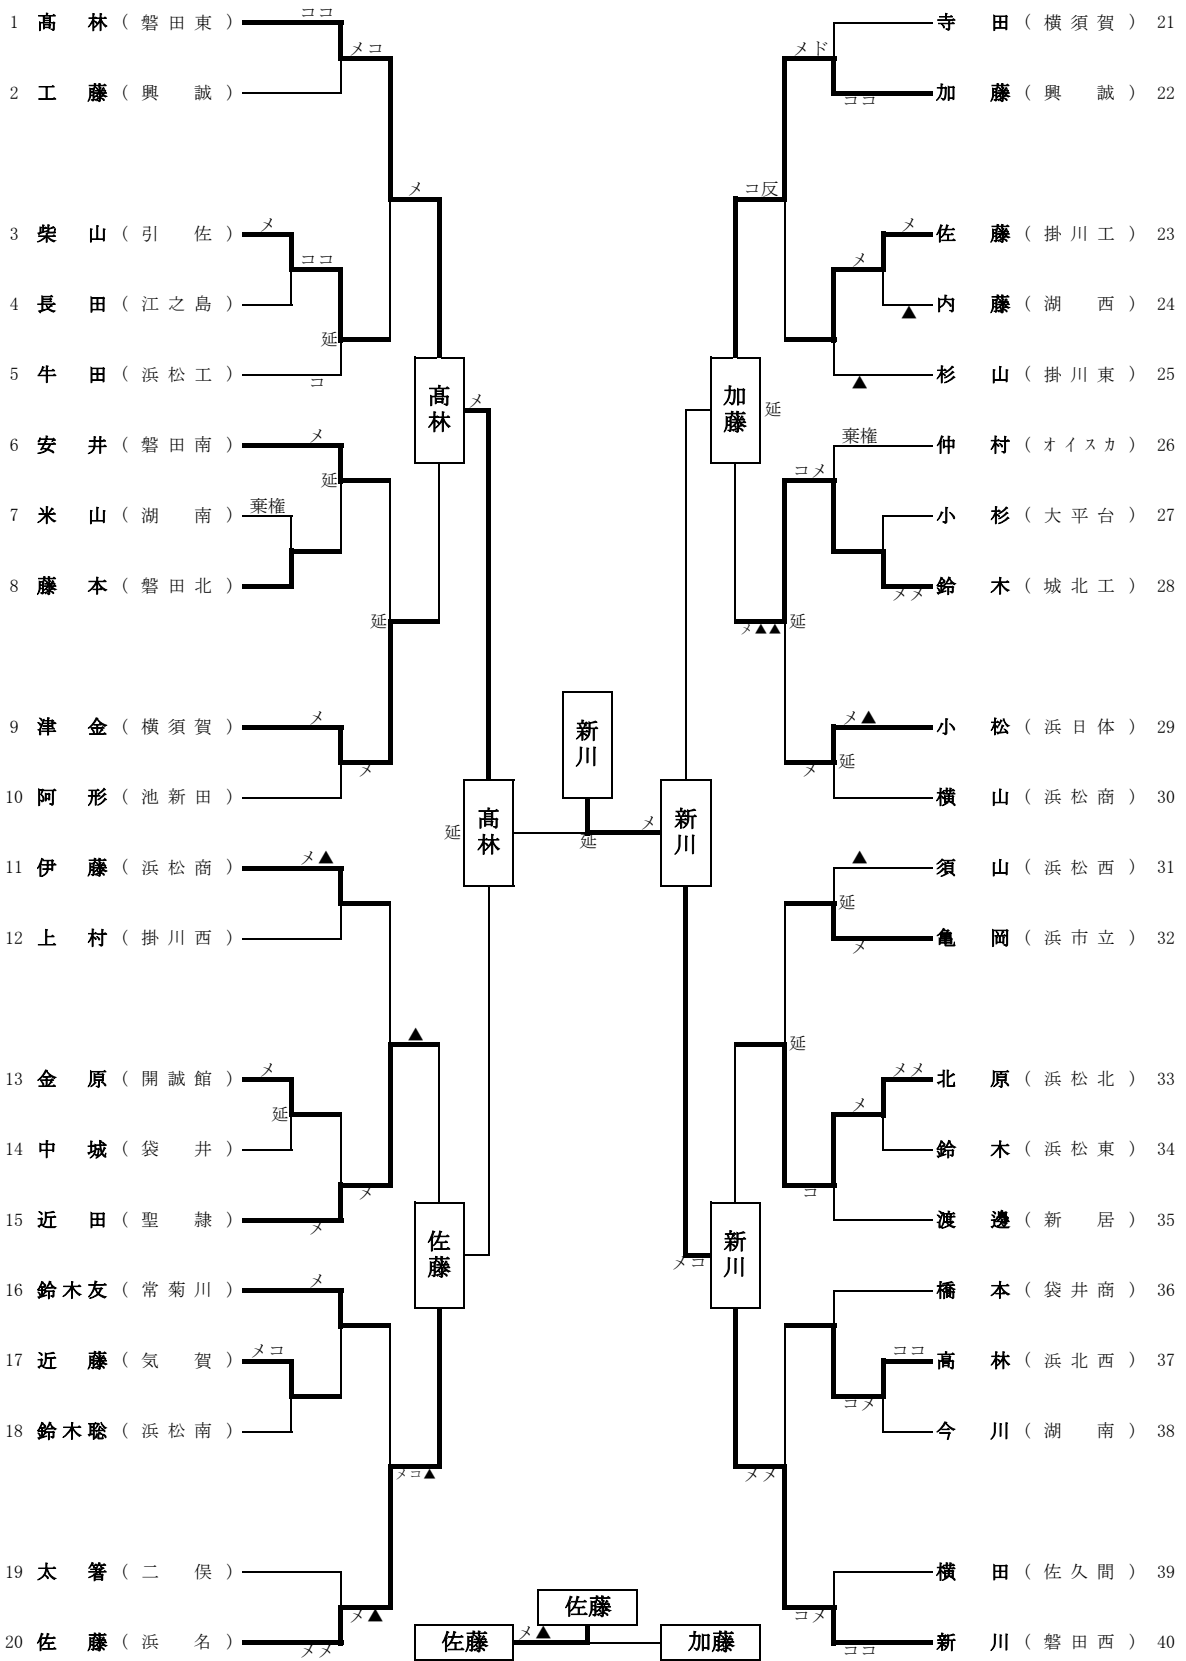 ココ
1 髙 林 ( 磐 田 東 )
メコ
2 工 藤 ( 興 誠 )
メ
3 柴 山 ( 引 佐 )
メ
ココ
4 長 田 ( 江 之 島 )
延
5 牛 田 ( 浜 松 工 )
コ
髙林
メ
6 安 井 ( 磐 田 南 )
メ
延
7 米 山 ( 湖 南 )
棄権
8 藤 本 ( 磐 田 北 )
延
9 津 金 ( 横 須 賀 )
メ
メ
10 阿 形 ( 池 新 田 )
延
髙林
11 伊 藤 ( 浜 松 商 )
メ▲
12 上 村 ( 掛 川 西 )
▲
13 金 原 ( 開 誠 館 )
メ
延
14 中 城 ( 袋 井 )
メ
15 近 田 ( 聖 隷 )
メ
佐藤
16 鈴木友 ( 常 菊 川 )
メ
17 近 藤 ( 気 賀 )
メコ
18 鈴木聡 ( 浜 松 南 )
メコ▲
19 太 箸 ( 二 俣 )
メ▲
20 佐 藤 ( 浜 名 )
メメ
新川
延
メ
佐藤
佐藤
メ▲
加藤
寺 田 ( 横 須 賀 ) 21
メド
加 藤 ( 興 誠 ) 22
ココ
コ反
佐 藤 ( 掛 川 工 ) 23
メ
メ
内 藤 ( 湖 西 ) 24
▲
杉 山 ( 掛 川 東 ) 25
▲
加藤
延
仲 村 ( オ イ ス カ ) 26
棄権
コメ
小 杉 ( 大 平 台 ) 27
鈴 木 ( 城 北 工 ) 28
メメ
メ▲▲
延
小 松 ( 浜 日 体 ) 29
メ▲
メ
延
横 山 ( 浜 松 商 ) 30
新川
須 山 ( 浜 松 西 ) 31
▲
延
亀 岡 ( 浜 市 立 ) 32
メ
延
北 原 ( 浜 松 北 ) 33
メメ
メ
鈴 木 ( 浜 松 東 ) 34
コ
渡 邊 ( 新 居 ) 35
新川
メコ
橋 本 ( 袋 井 商 ) 36
高 林 ( 浜 北 西 ) 37
ココ
コメ
今 川 ( 湖 南 ) 38
メメ
横 田 ( 佐 久 間 ) 39
コメ
新 川 ( 磐 田 西 ) 40
ココ